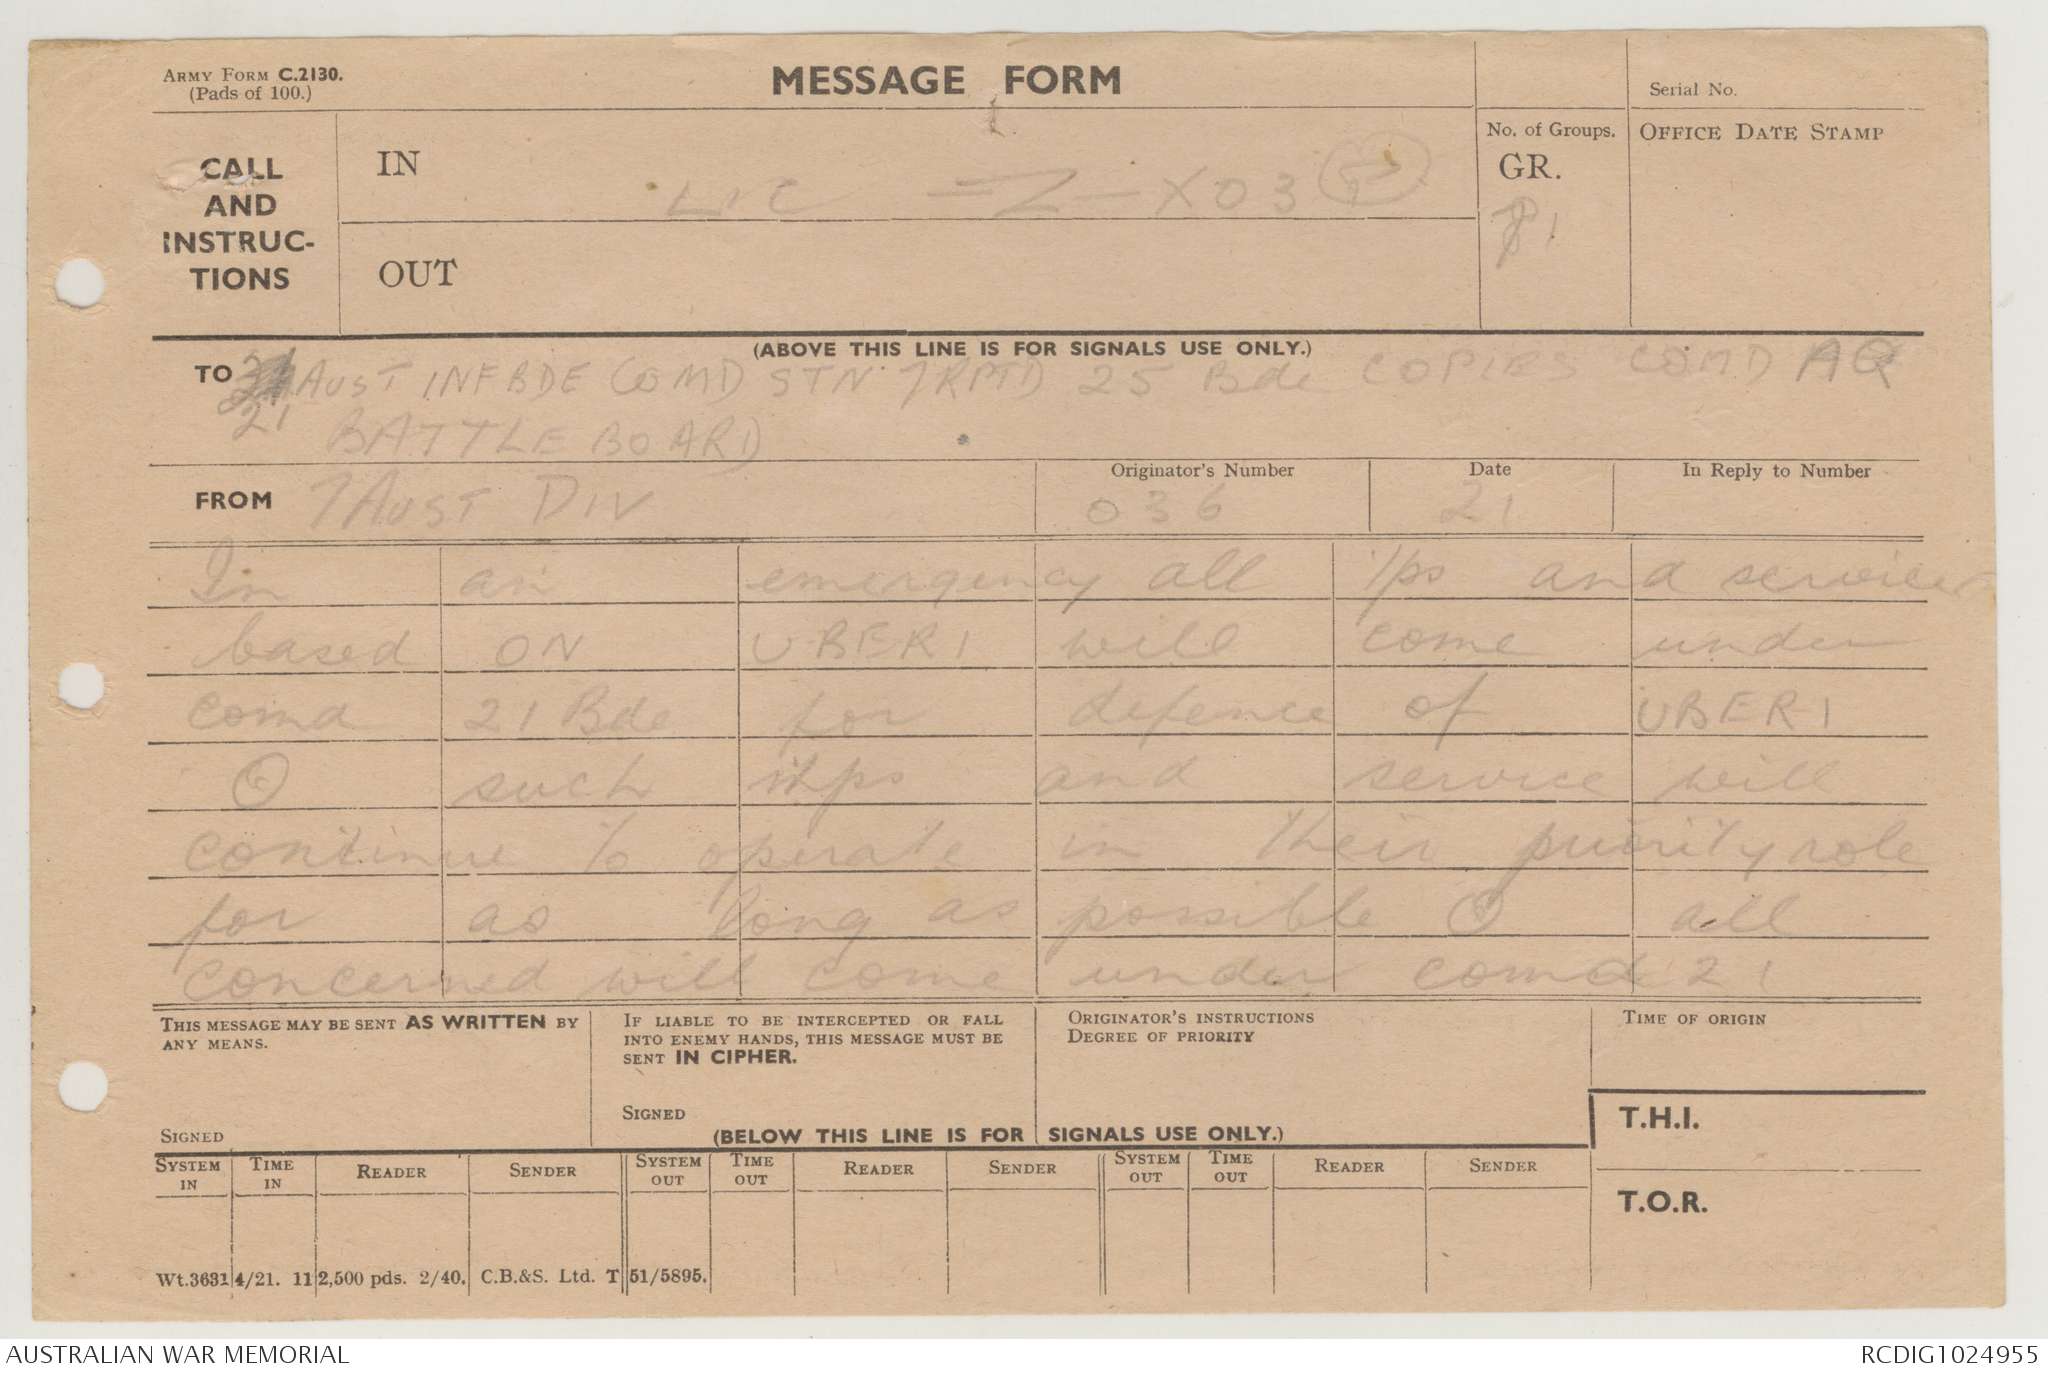 ARMY FORM C.2130.
(Pads of 100.)
MESSAGE FORM
Serial No.
CALL AND INSTRUC-TIONS
IN
Z - X03
OUT
No. of Groups.
GR.
81
OFFICE DATE STAMP
(ABOVE THIS LINE IS FOR SIGNALS USE ONLY.)
TO 21 AUST INF BDE COMD STN 7 RPTD 25 Bde COPIES COMD AQ
BATTLE BOARD
FROM 7 AUST DIV
Originator's Number
036
Date
21
In Reply to Number
In an emergency all tps and services
based ON UBERI will come under
comd 21 Bde for defence of UBERI
O such tps and service will
continue to operate in their priority role
for as long as possible O all
concerned will come under comd 21
THIS MESSAGE MAY BE SENT AS WRITTEN BY
ANY MEANS.
SIGNED
IF LIABLE TO BE INTERCEPTED OR FALL
INTO ENEMY HANDS, THIS MESSAGE MUST BE
SENT IN CIPHER.
SIGNED
ORIGINATOR'S INSTRUCTIONS
DEGREE OF PRIORITY
TIME OF ORIGIN
T.H.I.
T.O.R.
(BELOW THIS LINE IS FOR SIGNALS USE ONLY.)
SYSTEM IN TIME IN READER SENDER SYSTEM OUT TIME OUT READER SENDER SYSTEM OUT TIME OUT READER SENDER
Wt.36314/21. 112,500 pds. 2/40. C.B.&S. Ltd. T51/5895.
AUSTRALIAN WAR MEMORIAL
RCDIG1024955